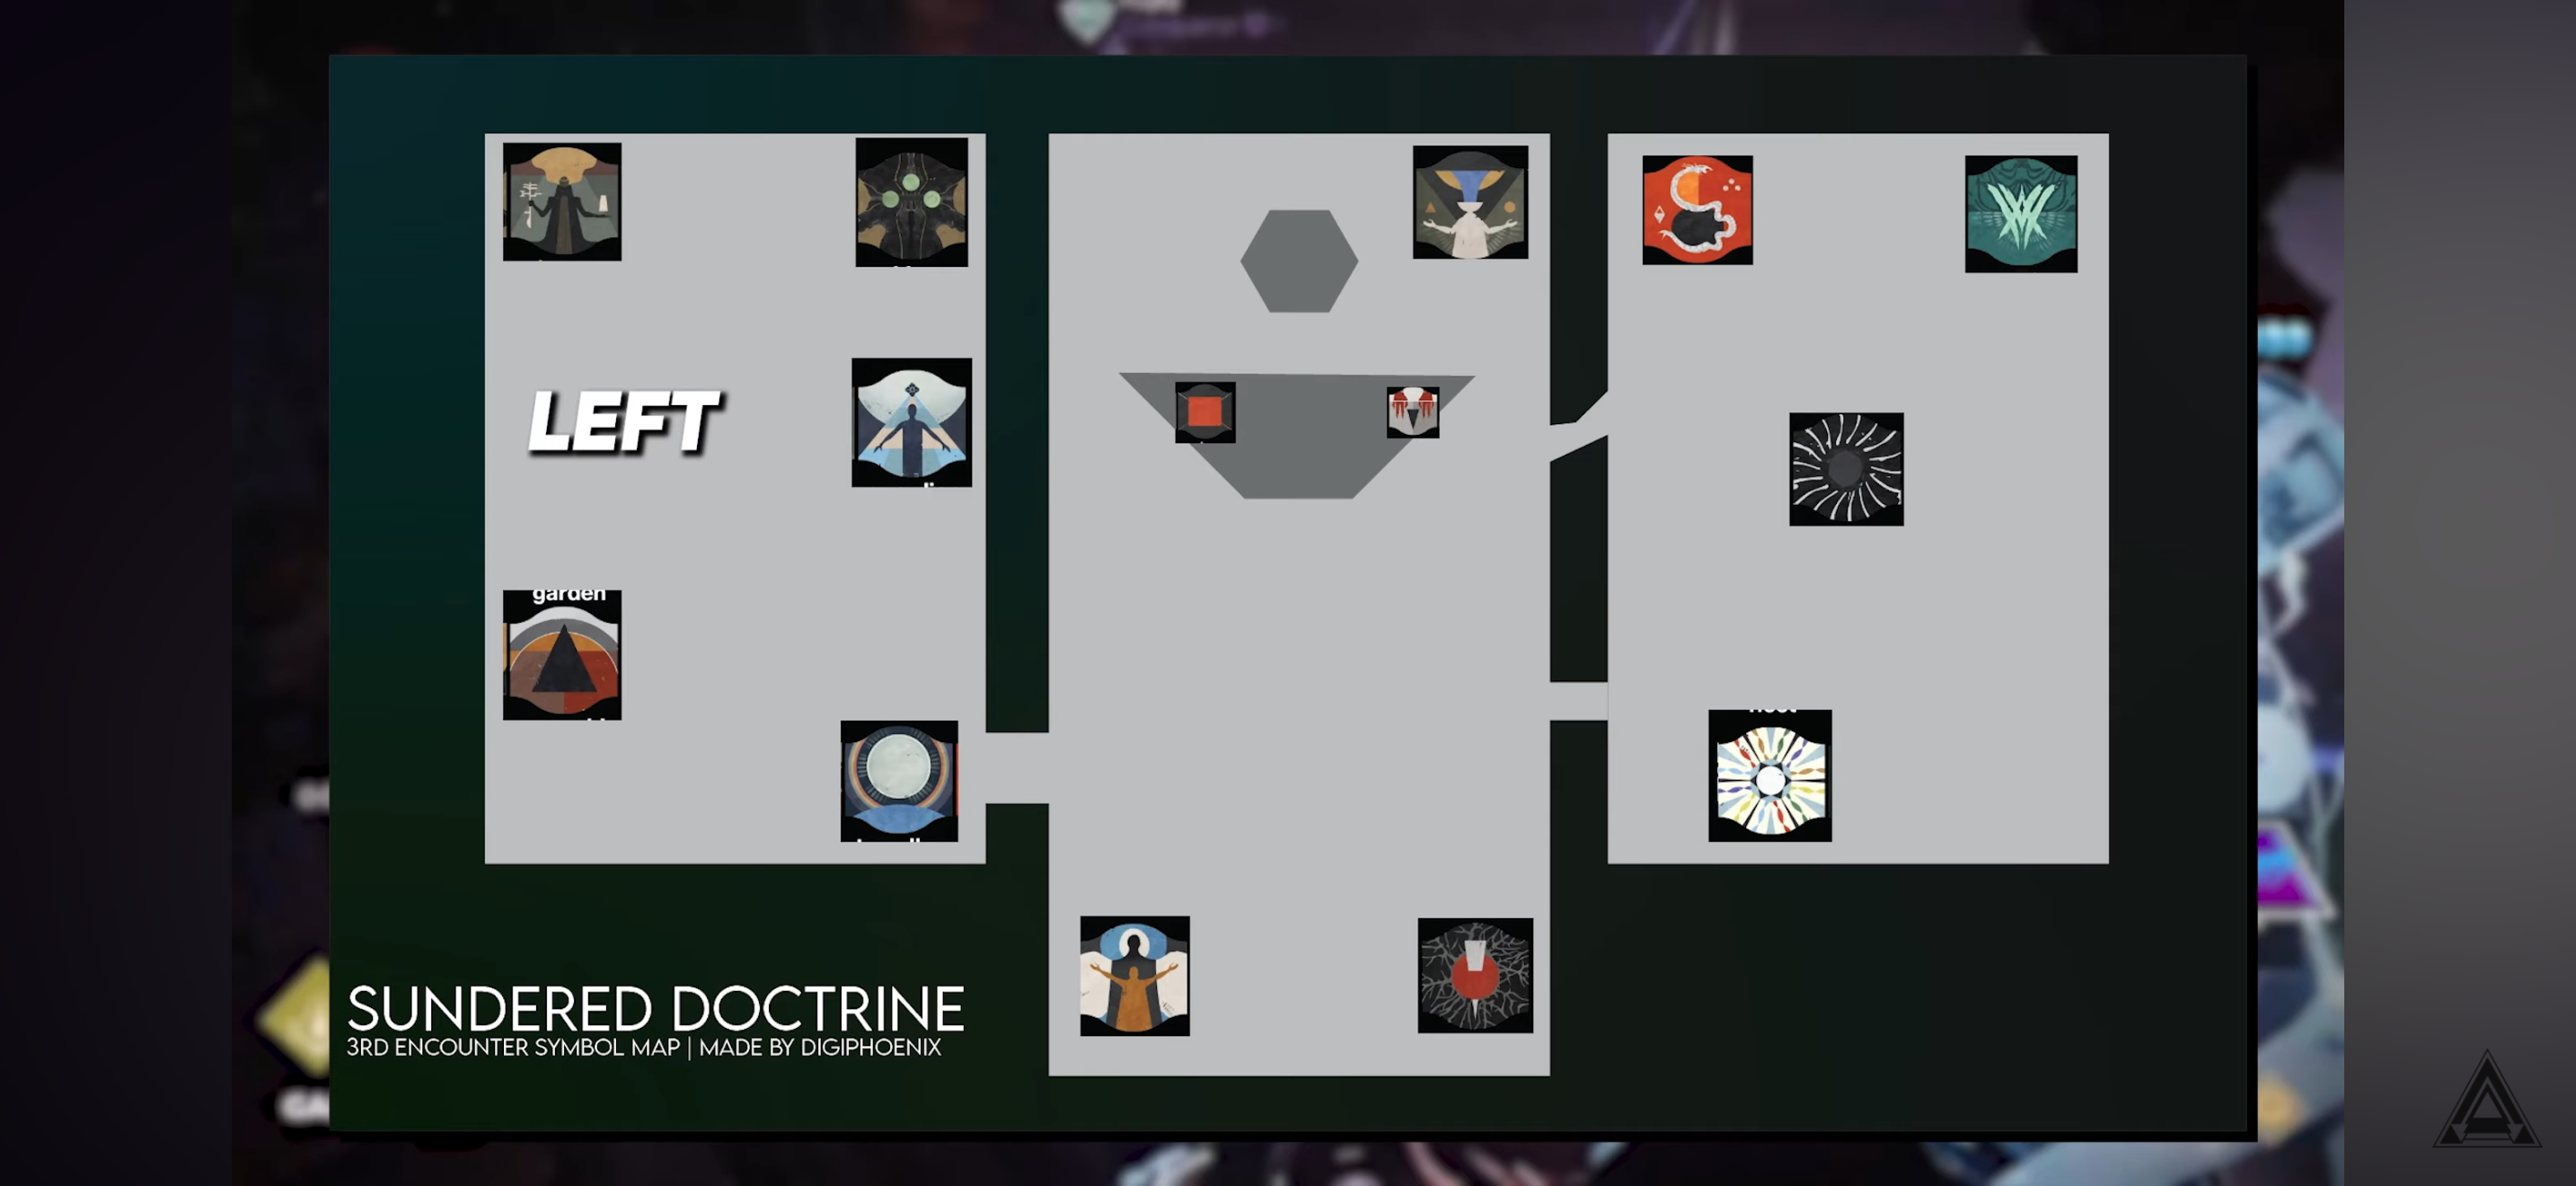 LEFT
garden
SUNDERED DOCTRINE
3RD ENCOUNTER SYMBOL MAP | MADE BY DIGIPHOENIX